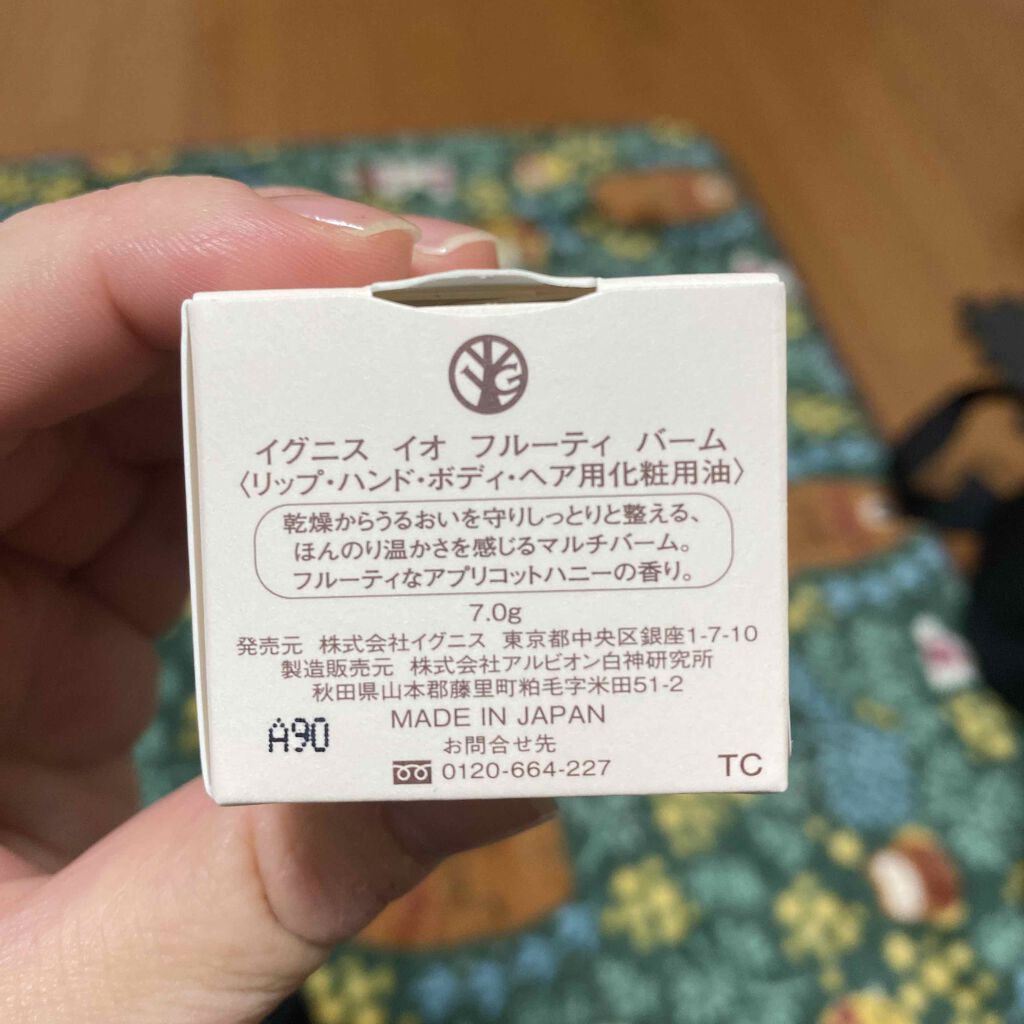 IG
イグニス イオ フルーティ バーム
〈リップ・ハンド・ボディ・ヘア用化粧用油〉
乾燥からうるおいを守りしっとりと整える、
ほんのり温かさを感じるマルチバーム。
フルーティなアプリコットハニーの香り。
7.0g
発売元 株式会社イグニス 東京都中央区銀座1-7-10
製造販売元 株式会社アルビオン白神研究所
秋田県山本郡藤里町粕毛字米田51-2
MADE IN JAPAN
A90
お問合せ先
0120-664-227
TC